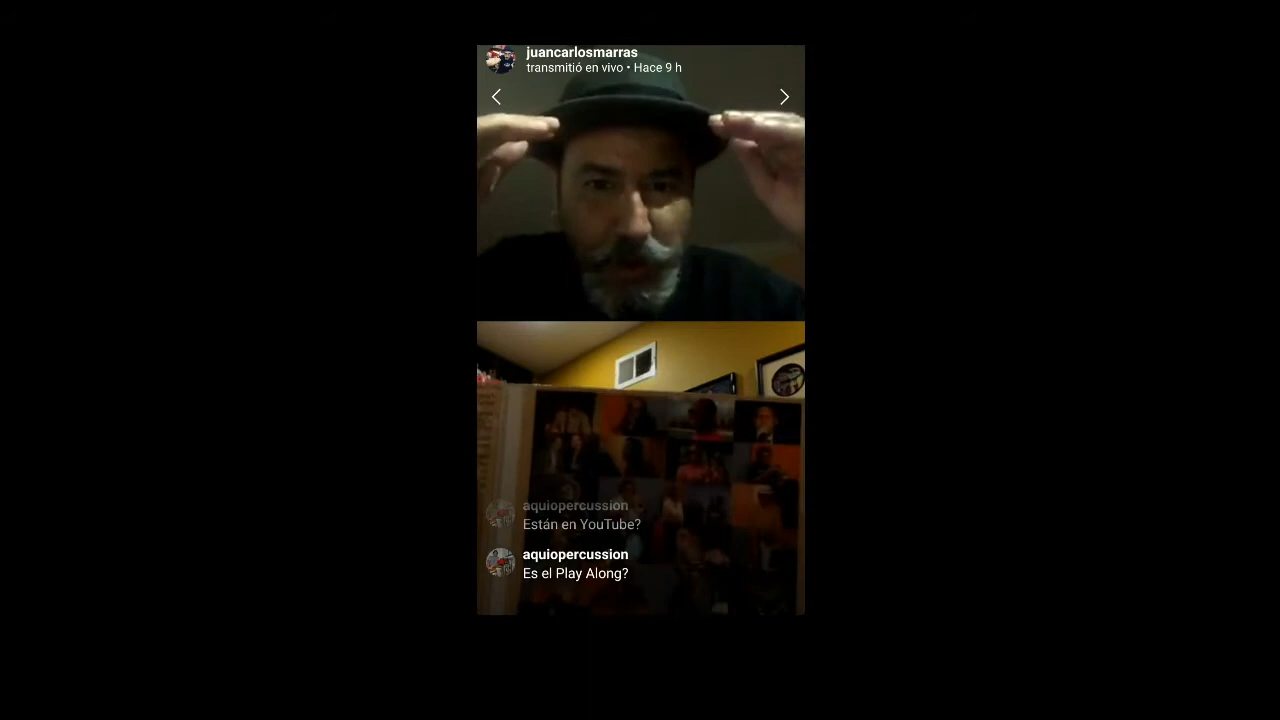 juancarlosmarras
transmitió en vivo • Hace 9 h
aquiopercussion
Están en YouTube?
aquiopercussion
Es el Play Along?